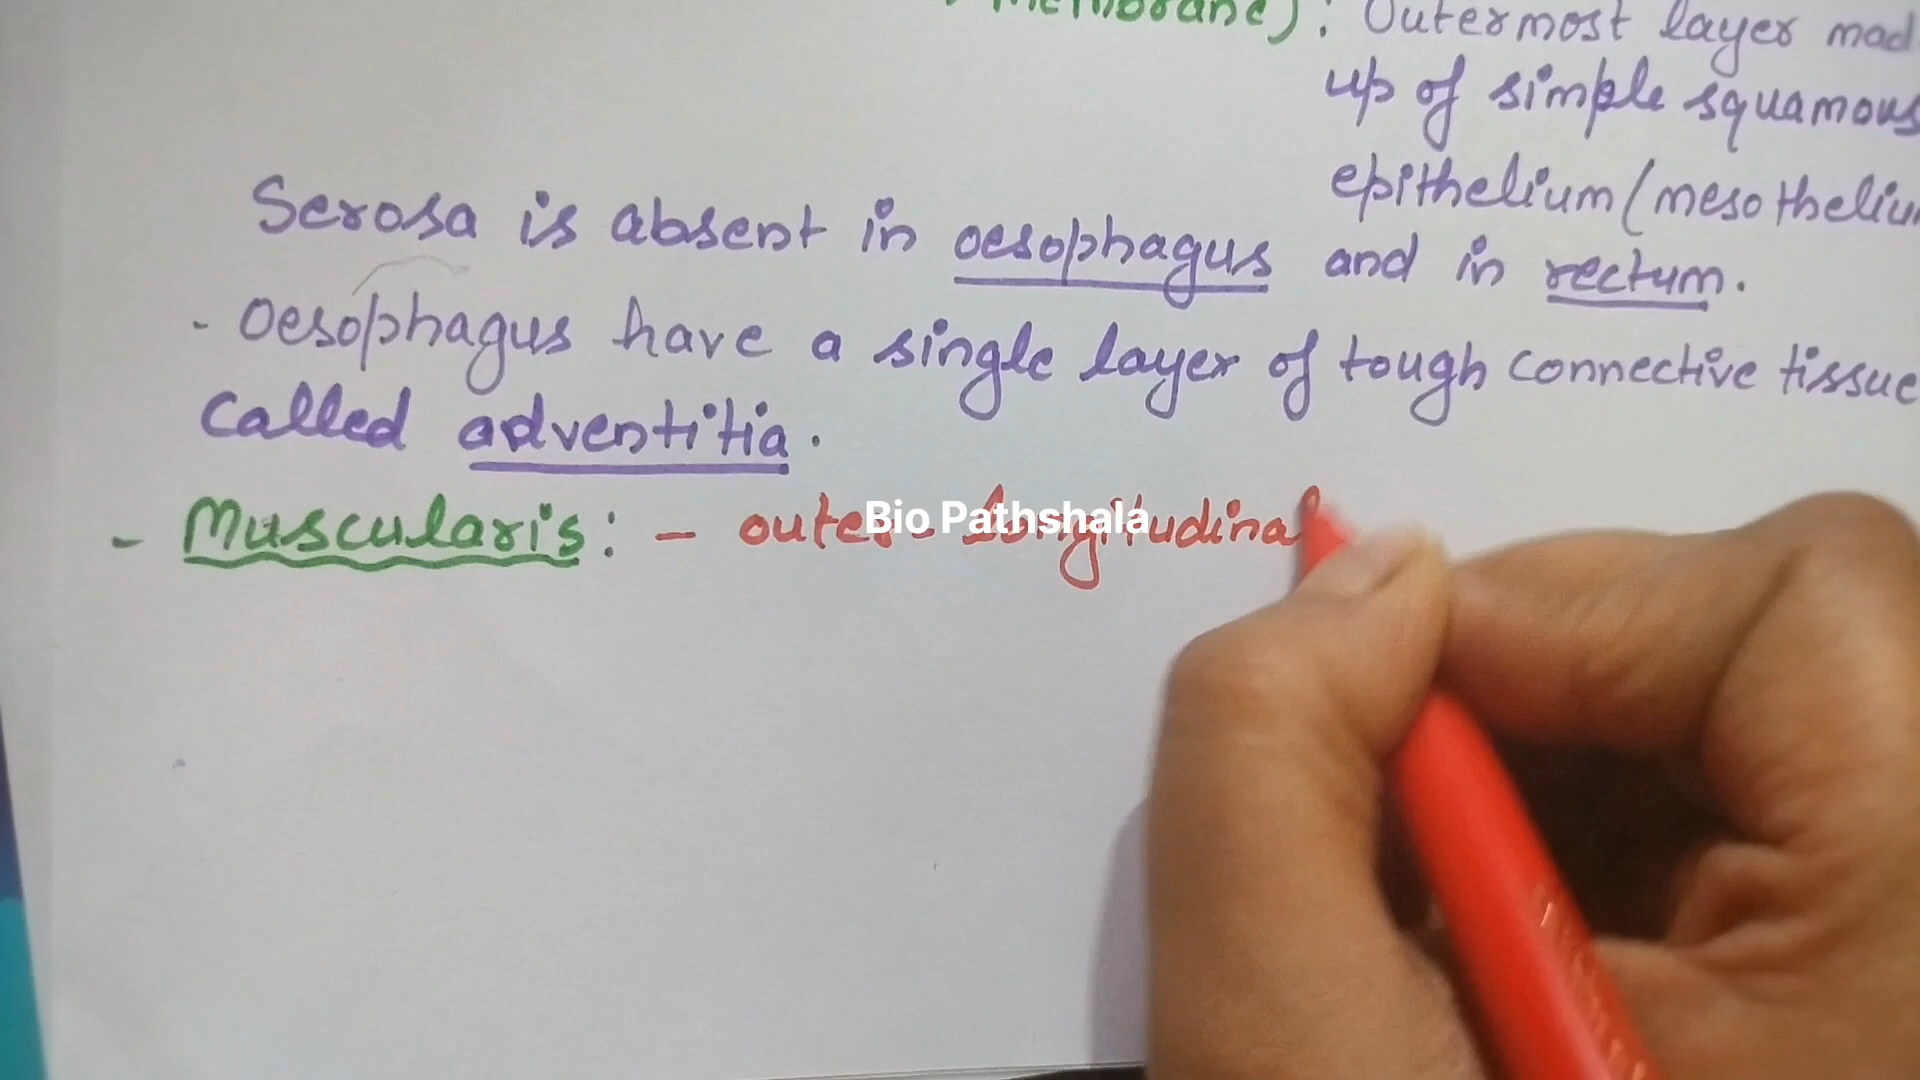 membrane): Outermost layer mad
up of simple squamous
epithelium (mesothelium
Serosa is absent in oesophagus and in rectum.
- Oesophagus have a single layer of tough connective tissue
called adventitia.
- Muscularis: - outer - longitudinal
Bio Pathshala